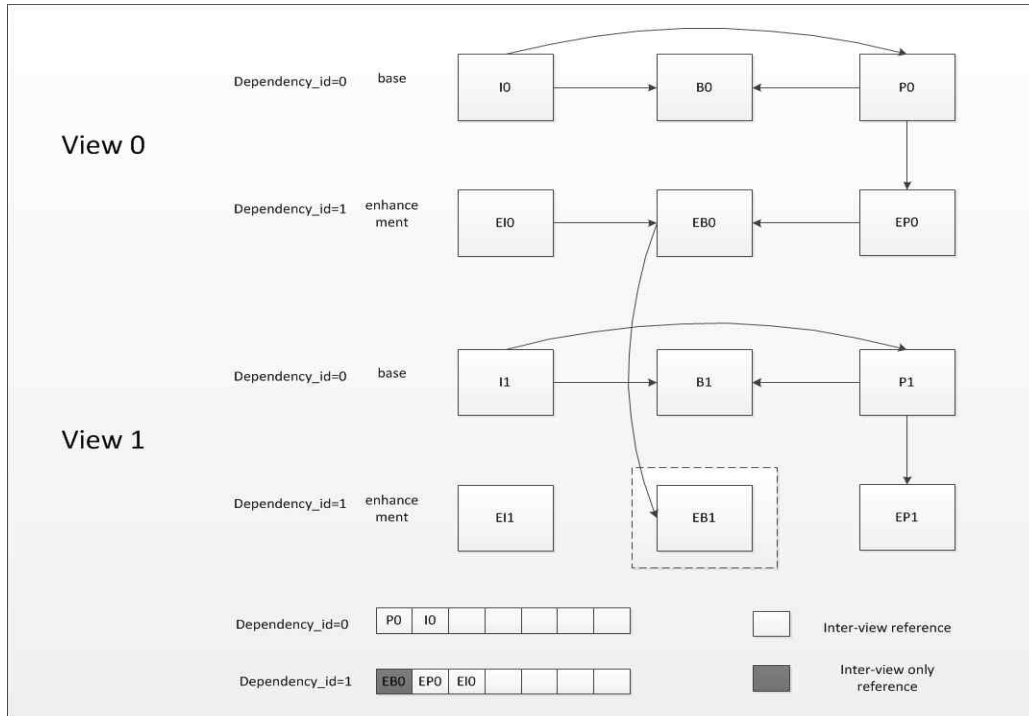 Dependency_id=0 base I0 B0 P0
View 0
Dependency_id=1 enhance
ment EI0 EB0 EP0
Dependency_id=0 base I1 B1 P1
View 1
Dependency_id=1 enhance
ment EI1 EB1 EP1
Dependency_id=0 P0 I0 Inter-view reference
Dependency_id=1 EB0 EP0 EI0 Inter-view only
reference